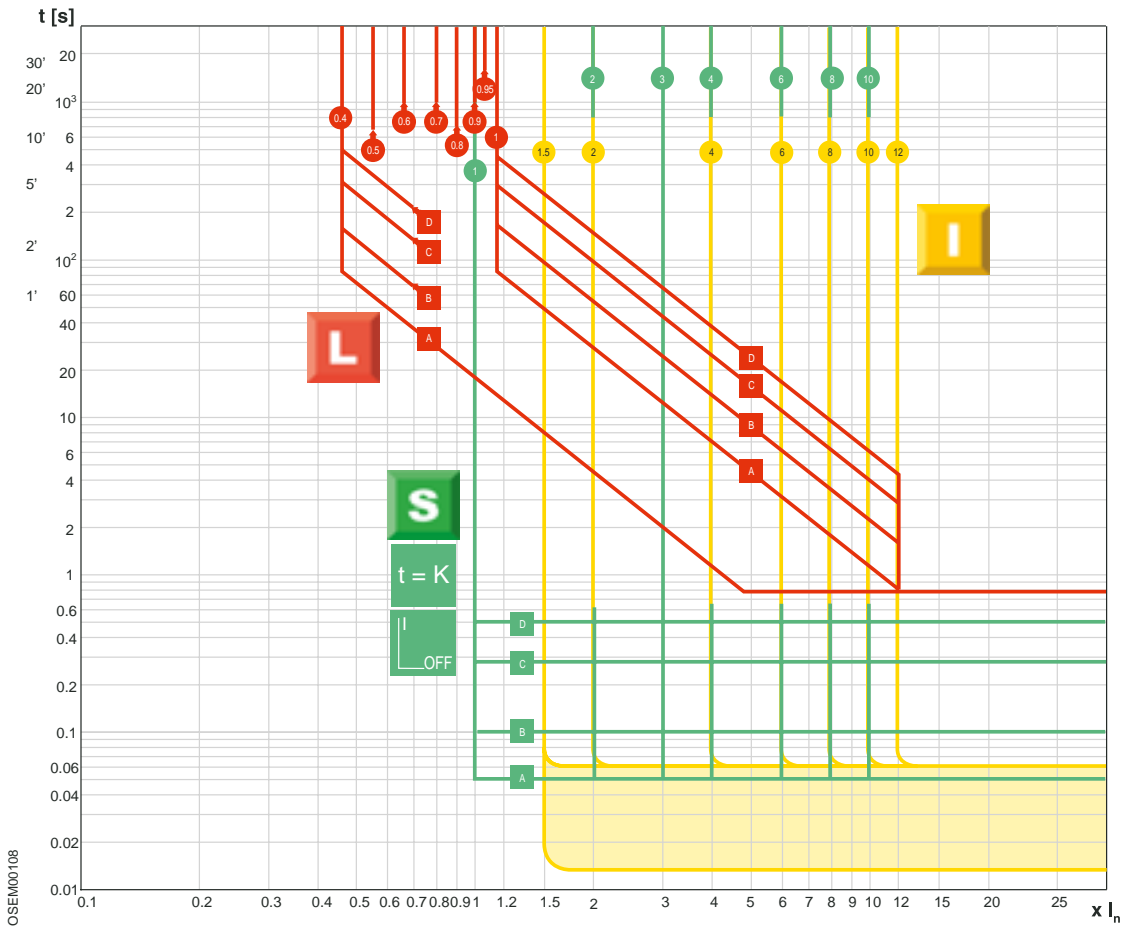 t [s]
30' 20
20' 10³
10' 6
4
5' 2
2' 10²
1' 60
40
20
10
6
4
2
1
0.6
0.4
0.2
0.1
0.06
0.04
0.02
0.01
0.4 0.5 0.6 0.7 0.8 0.9 0.95 1
1 2 3 4 6 8 10
1.5 2 4 6 8 10 12
D
C
B
A
D
C
B
A
I
L
S
t = K
I
OFF
D
C
B
A
0.1 0.2 0.3 0.4 0.5 0.6 0.7 0.8 0.9 1 1.2 1.5 2 3 4 5 6 7 8 9 10 12 15 20 25
x Iₙ
OSEM00108